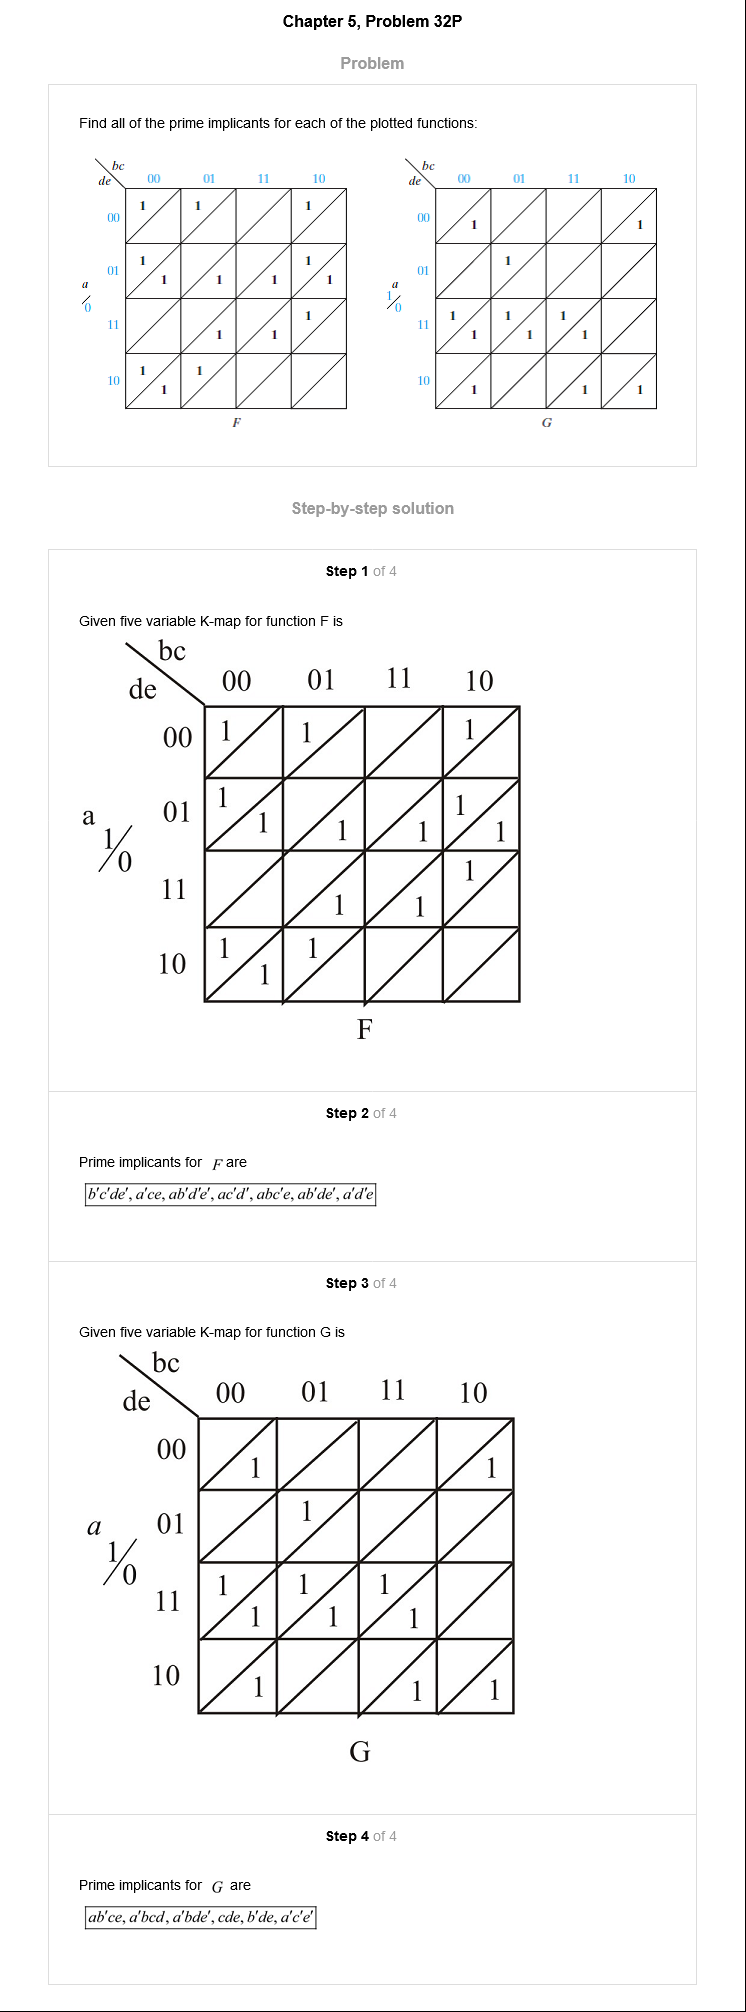 Chapter 5, Problem 32P
Problem
Find all of the prime implicants for each of the plotted functions:
bc
de 00 01 11 10
00 1 1 1
01 1 1 1 1 1 1
a
/0
11 1 1 1
10 1 1 1
F
bc
de 00 01 11 10
00 1 1
01 1
a
1/0
11 1 1 1 1 1 1
10 1 1 1
G
Step-by-step solution
Step 1 of 4
Given five variable K-map for function F is
bc
de 00 01 11 10
00 1 1 1
01 1 1 1 1 1 1
a
1/0
11 1 1 1
10 1 1 1
F
Step 2 of 4
Prime implicants for F are
b'c'de', a'ce, ab'd'e', ac'd', abc'e, ab'de', a'd'e
Step 3 of 4
Given five variable K-map for function G is
bc
de 00 01 11 10
00 1 1
01 1
a
1/0
11 1 1 1 1 1 1
10 1 1 1
G
Step 4 of 4
Prime implicants for G are
ab'ce, a'bcd, a'bde', cde, b'de, a'c'e'